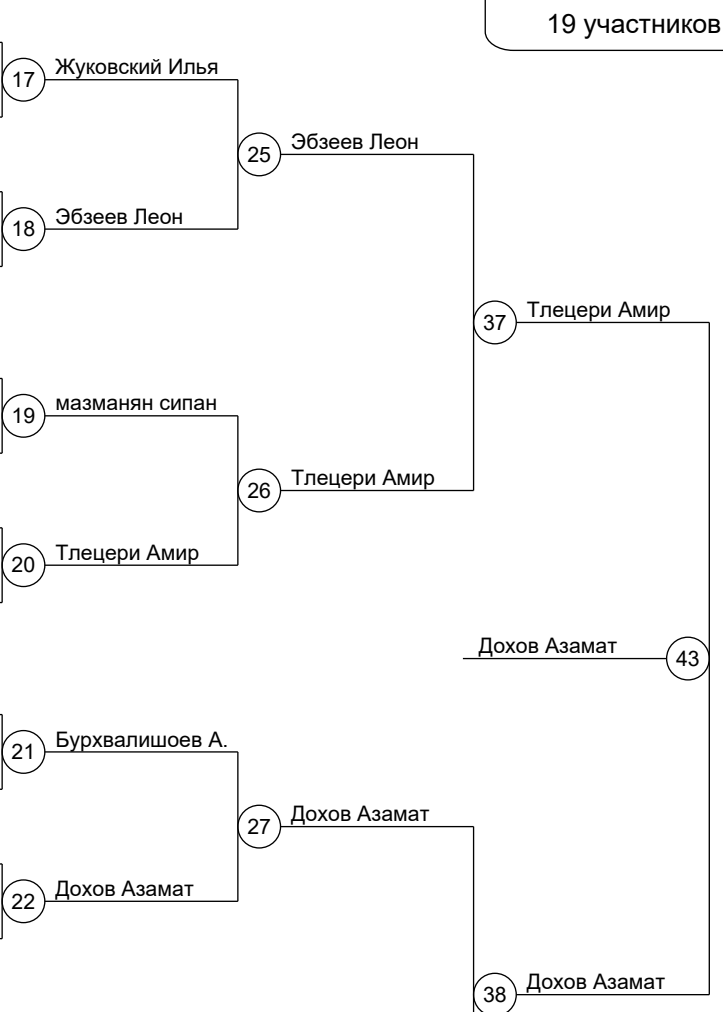 19 участников
17 Жуковский Илья
25 Эбзеев Леон
18 Эбзеев Леон
37 Тлецери Амир
19 мазманян сипан
26 Тлецери Амир
20 Тлецери Амир
Дохов Азамат 43
21 Бурхвалишоев А.
27 Дохов Азамат
22 Дохов Азамат
38 Дохов Азамат